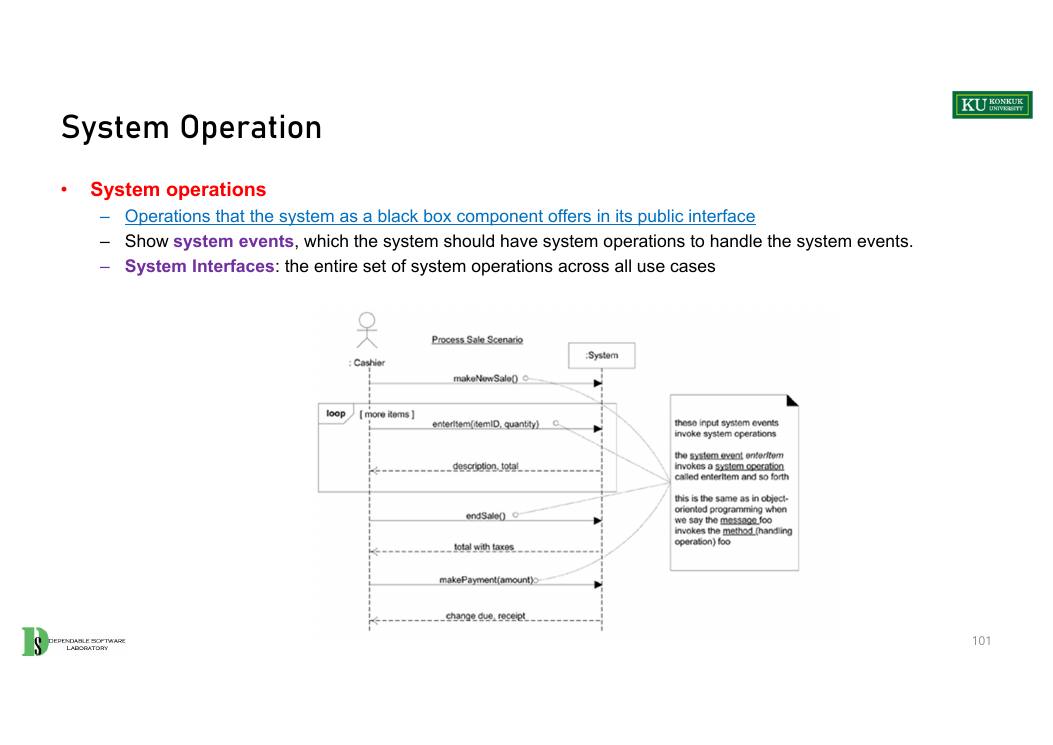 KU KONKUK
UNIVERSITY
System Operation
• System operations
– Operations that the system as a black box component offers in its public interface
– Show system events, which the system should have system operations to handle the system events.
– System Interfaces: the entire set of system operations across all use cases
Process Sale Scenario
: Cashier
:System
makeNewSale()
loop
[ more items ]
enterItem(itemID, quantity)
description, total
endSale()
total with taxes
makePayment(amount)
change due, receipt
these input system events
invoke system operations
the system event enterItem
invokes a system operation
called enterItem and so forth
this is the same as in object-
oriented programming when
we say the message foo
invokes the method (handling
operation) foo
DS DEPENDABLE SOFTWARE
LABORATORY
101